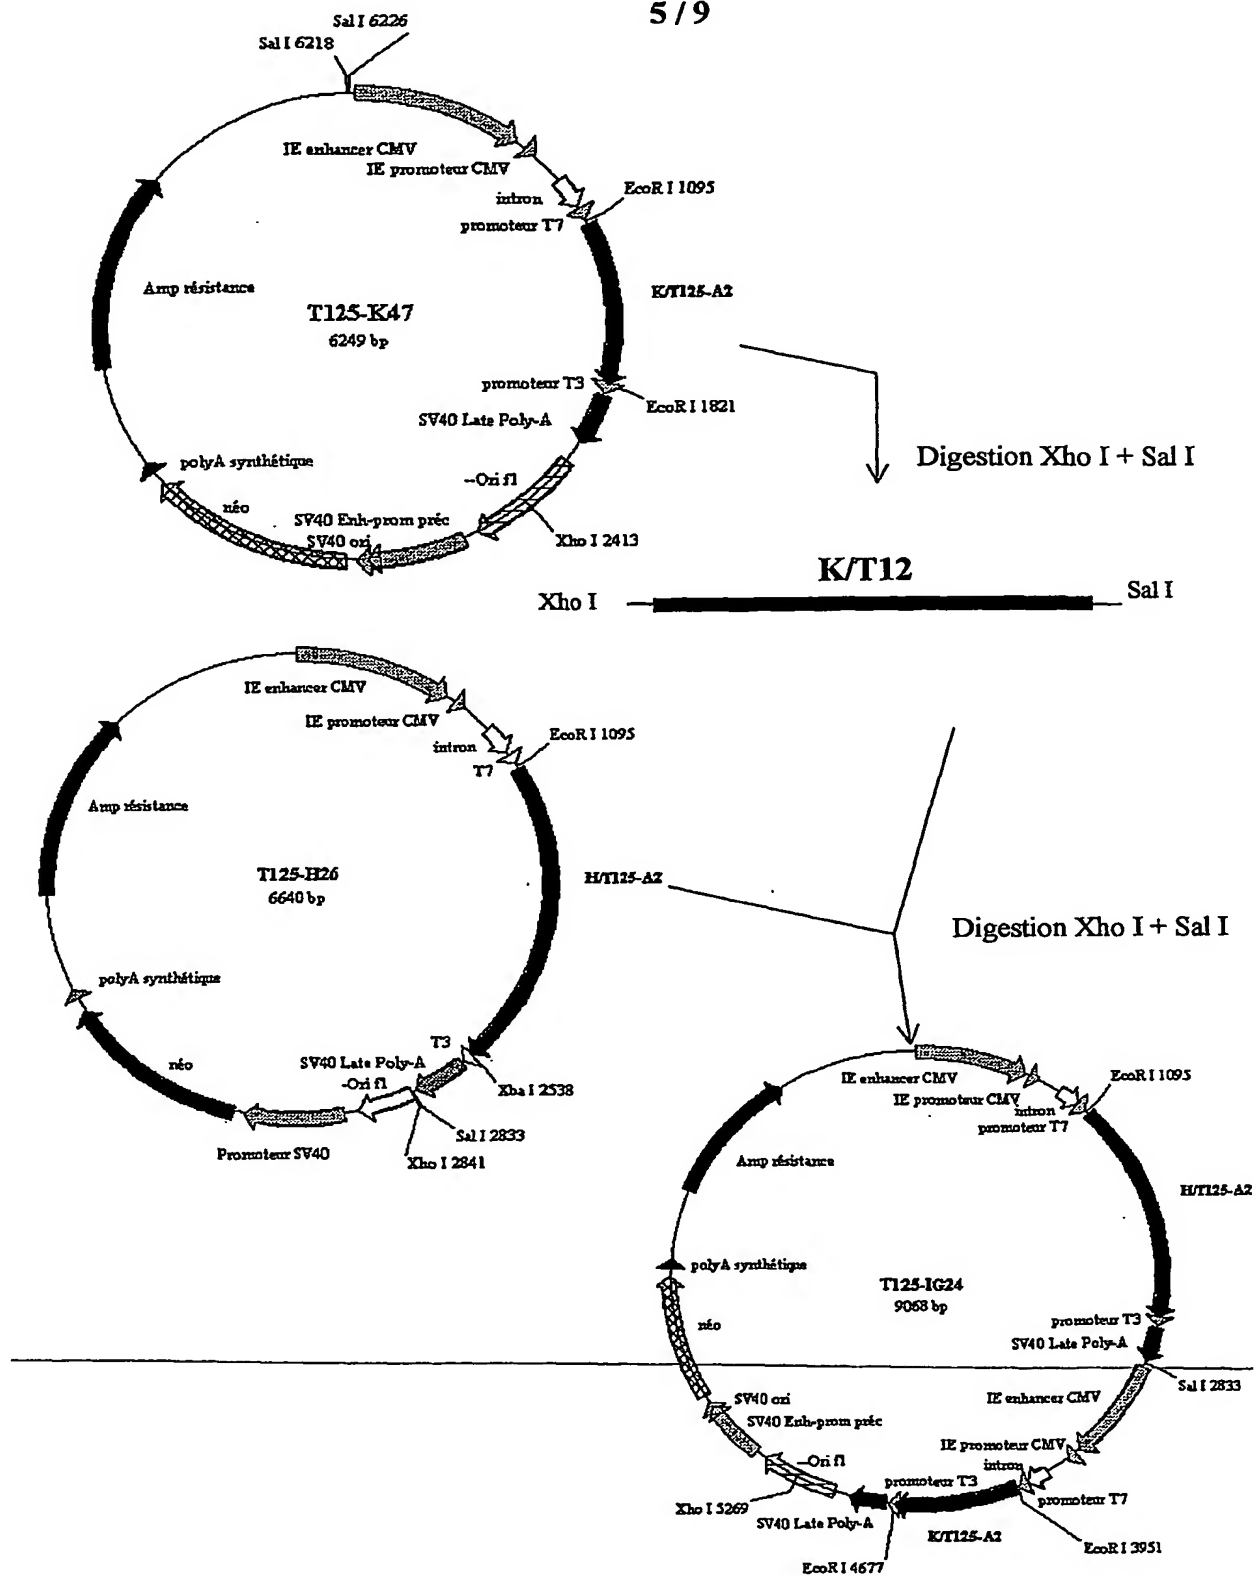 5 / 9
Sal I 6226
Sal I 6218
IE enhancer CMV
IE promoteur CMV
intron
promoteur T7
EcoR I 1095
Amp résistance
T125-K47
6249 bp
K/T125-A2
promoteur T3
EcoR I 1821
SV40 Late Poly-A
polyA synthétique
--Ori f1
néo
SV40 Enh-prom préc
SV40 ori
Xho I 2413
Digestion Xho I + Sal I
K/T12
Xho I
Sal I
IE enhancer CMV
IE promoteur CMV
intron
T7
EcoR I 1095
Amp résistance
T125-H26
6640 bp
H/T125-A2
Digestion Xho I + Sal I
polyA synthétique
néo
T3
SV40 Late Poly-A
-Ori f1
Xba I 2538
Sal I 2833
Xho I 2841
Promoteur SV40
IE enhancer CMV
IE promoteur CMV
intron
promoteur T7
EcoR I 1095
Amp résistance
H/T125-A2
polyA synthétique
T125-IG24
9068 bp
néo
promoteur T3
SV40 Late Poly-A
Sal I 2833
IE enhancer CMV
SV40 ori
SV40 Enh-prom préc
IE promoteur CMV
intron
--Ori f1
promoteur T3
promoteur T7
Xho I 5269
SV40 Late Poly-A
K/T125-A2
EcoR I 3951
EcoR I 4677